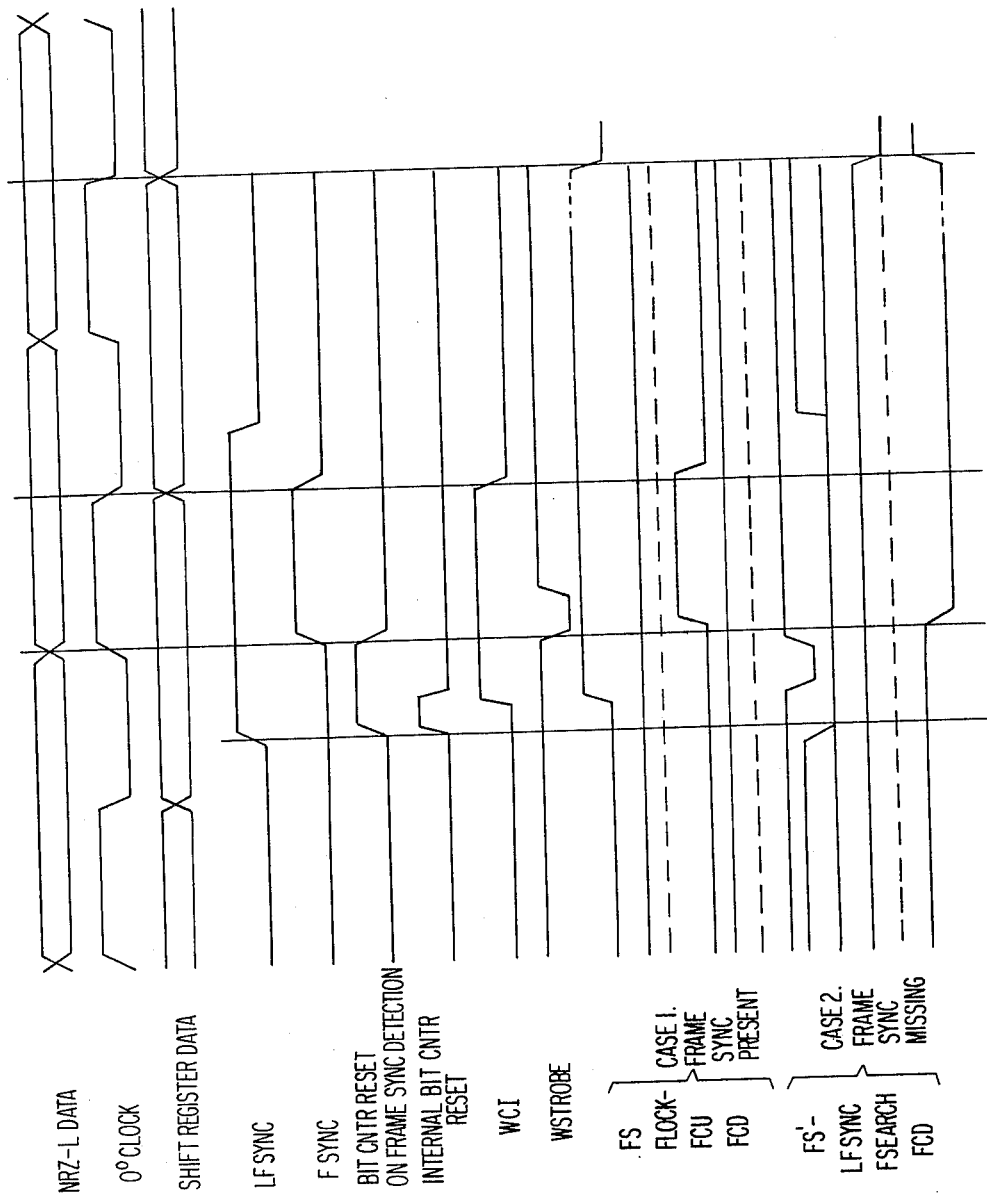 NRZ-L DATA
0° CLOCK
SHIFT REGISTER DATA
LF SYNC
F SYNC
BIT CNTR RESET
ON FRAME SYNC DETECTION
INTERNAL BIT CNTR
RESET
WCI
WSTROBE
FS
FLOCK-
FCU
FCD
CASE 1.
FRAME
SYNC
PRESENT
FS'-
LF SYNC
FSEARCH
FCD
CASE 2.
FRAME
SYNC
MISSING